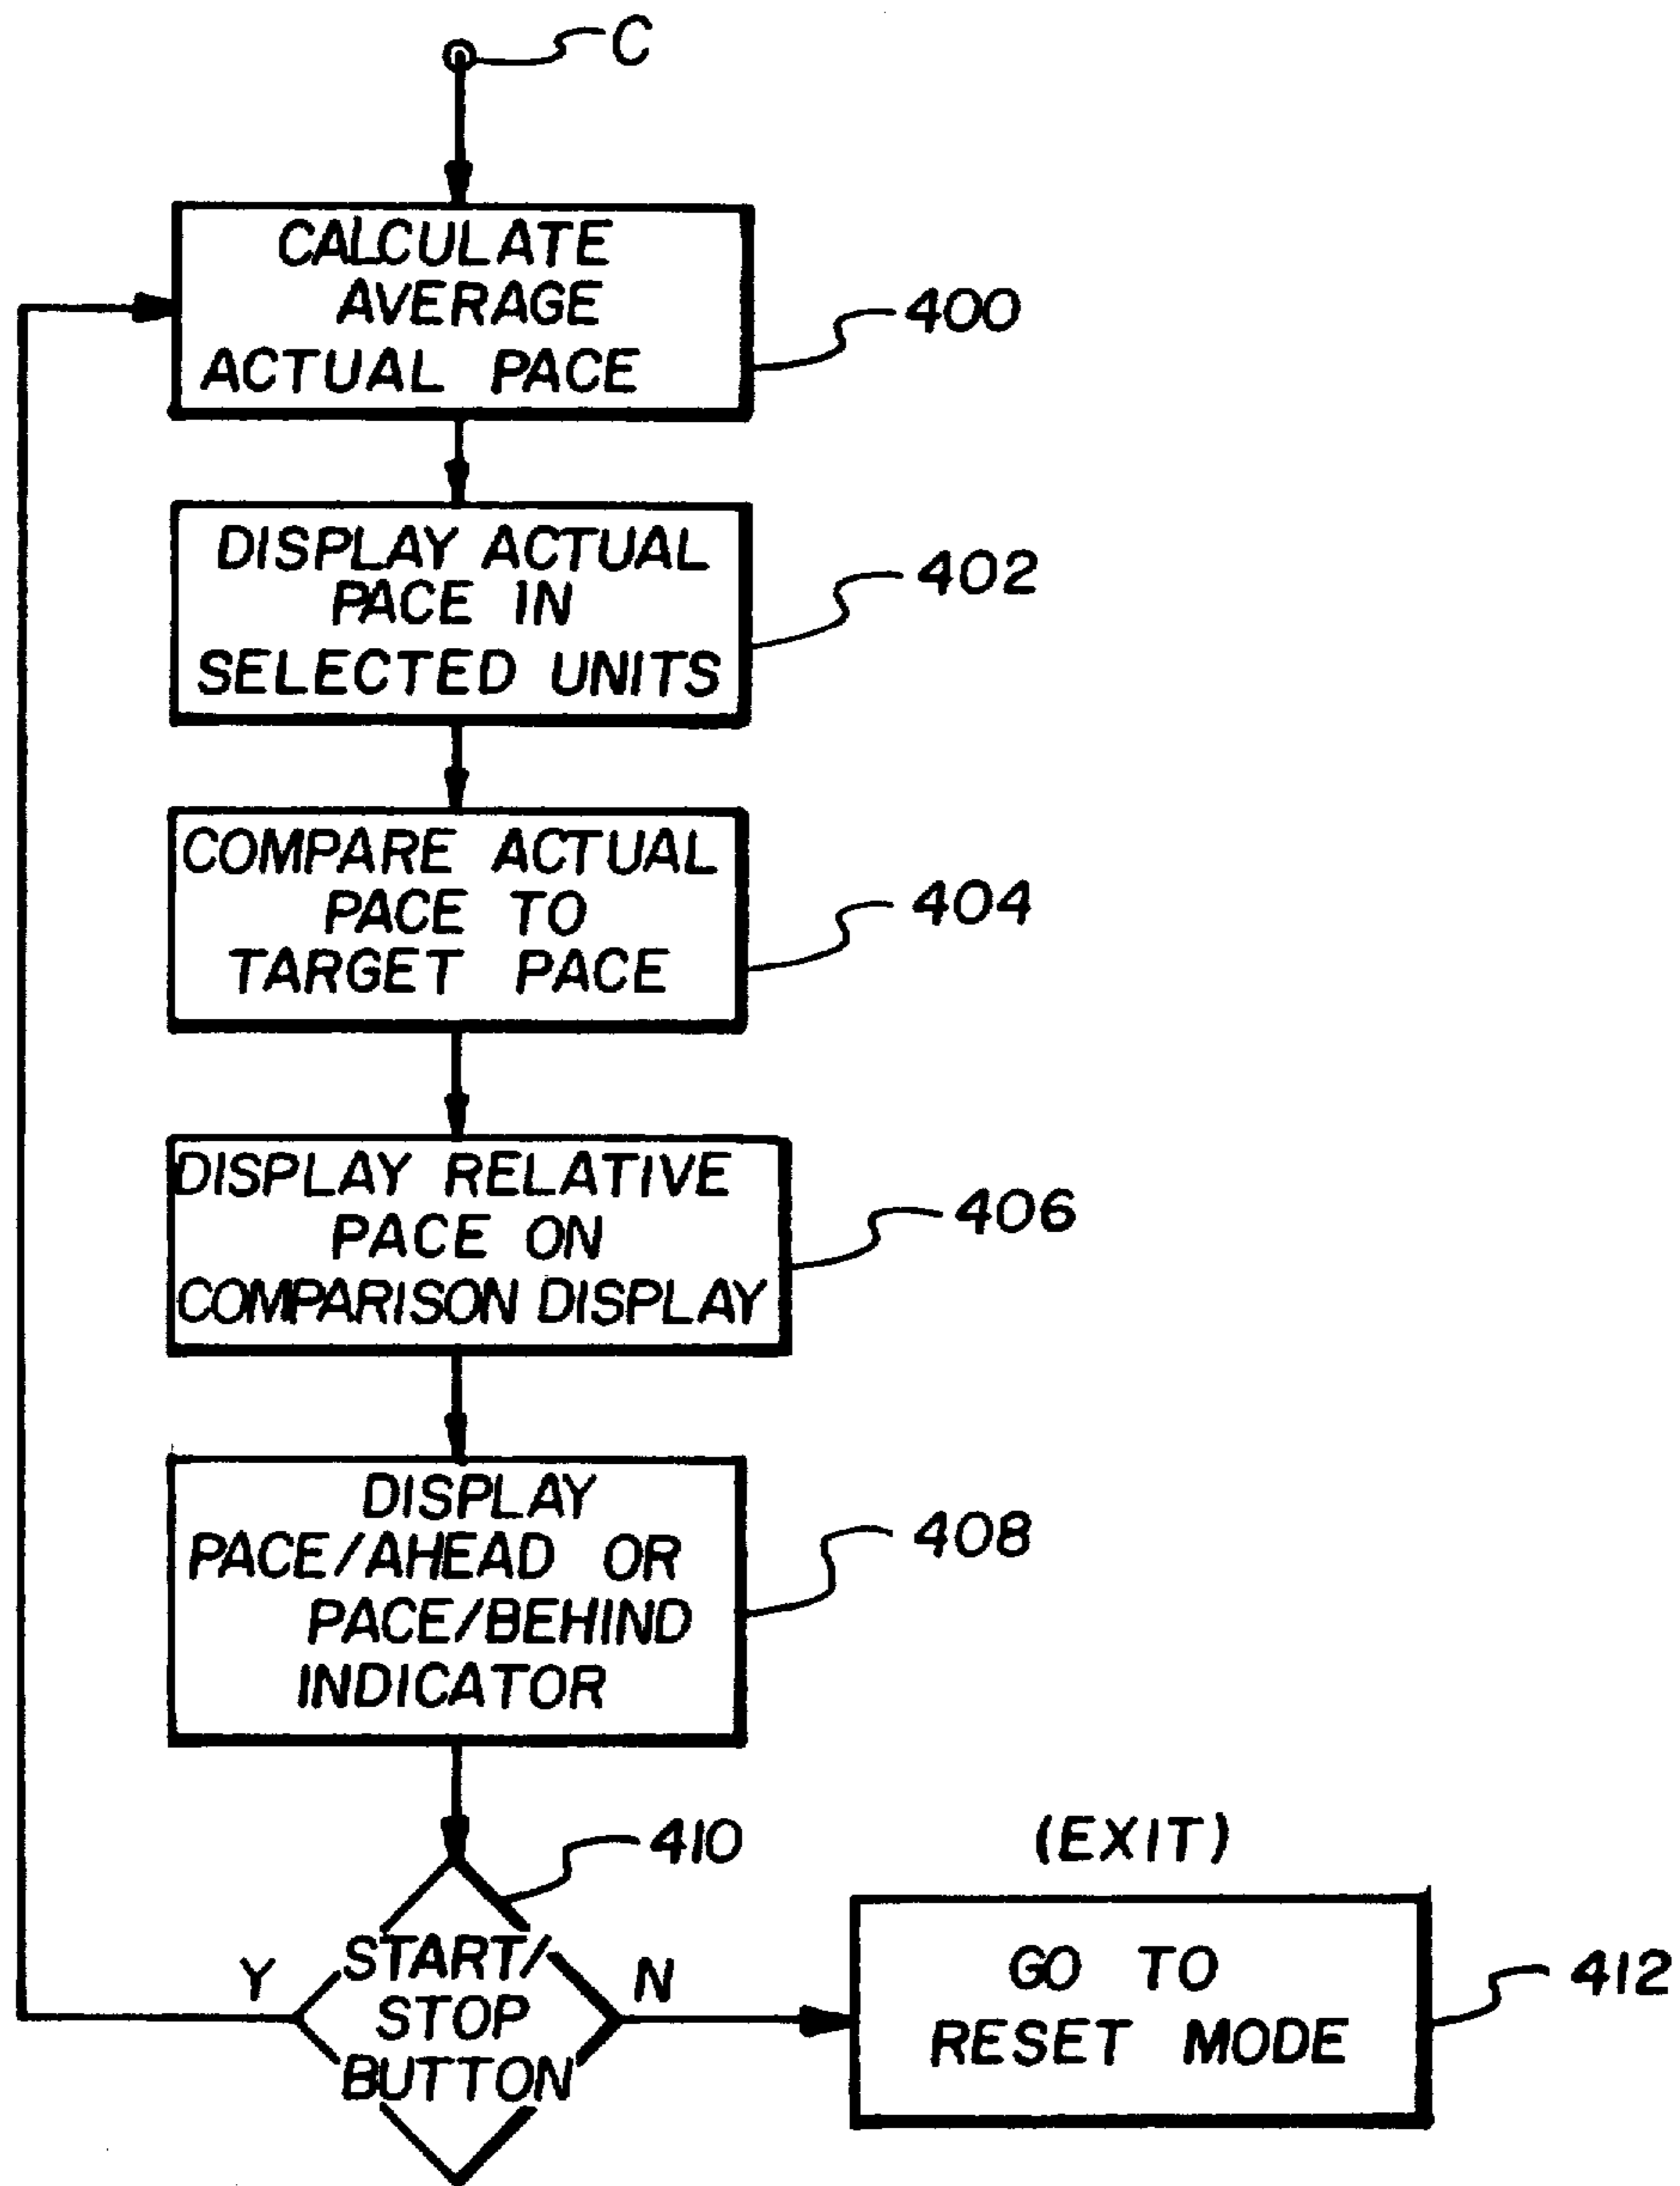 C
CALCULATE
AVERAGE
ACTUAL PACE
400
DISPLAY ACTUAL
PACE IN
SELECTED UNITS
402
COMPARE ACTUAL
PACE TO
TARGET PACE
404
DISPLAY RELATIVE
PACE ON
COMPARISON DISPLAY
406
DISPLAY
PACE/AHEAD OR
PACE/BEHIND
INDICATOR
408
410
START/
STOP
BUTTON
Y
N
(EXIT)
GO TO
RESET MODE
412